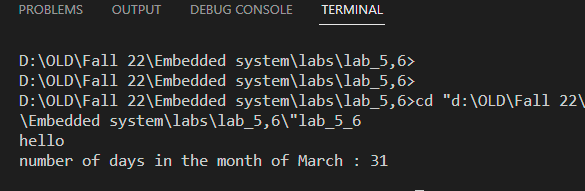 PROBLEMS OUTPUT DEBUG CONSOLE TERMINAL
D:\OLD\Fall 22\Embedded system\labs\lab_5,6>
D:\OLD\Fall 22\Embedded system\labs\lab_5,6>
D:\OLD\Fall 22\Embedded system\labs\lab_5,6>cd "d:\OLD\Fall 22\
\Embedded system\labs\lab_5,6\"lab_5_6
hello
number of days in the month of March : 31